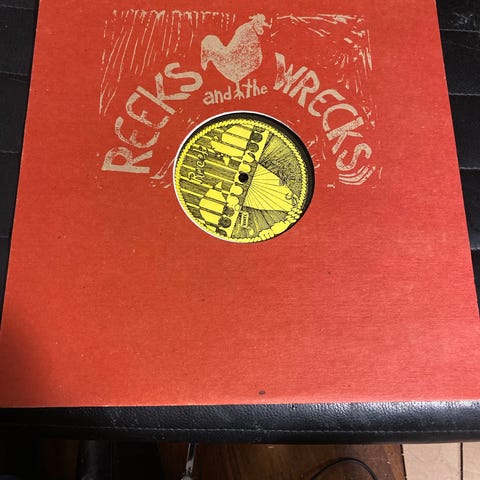 REEKS
and the
WRECKS